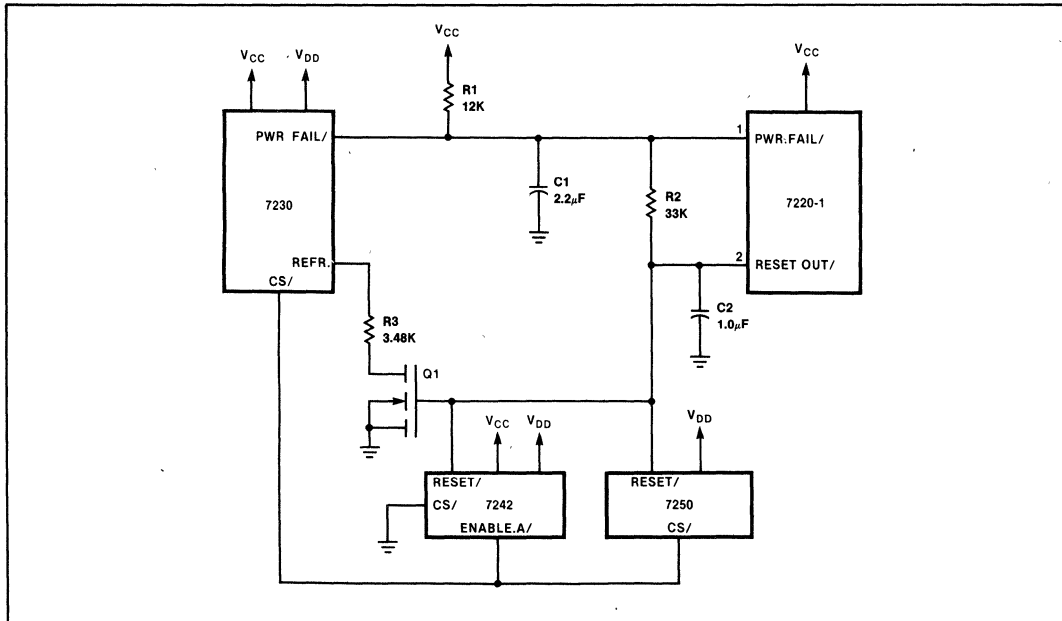 VCC
VCC
VDD
VCC
R1
12K
PWR FAIL/
1
PWR.FAIL/
C1
2.2μF
R2
33K
7230
7220-1
REFR.
2
RESET OUT/
CS/
C2
1.0μF
R3
3.48K
Q1
VCC
VDD
VDD
RESET/
CS/
7242
ENABLE.A/
RESET/
7250
CS/